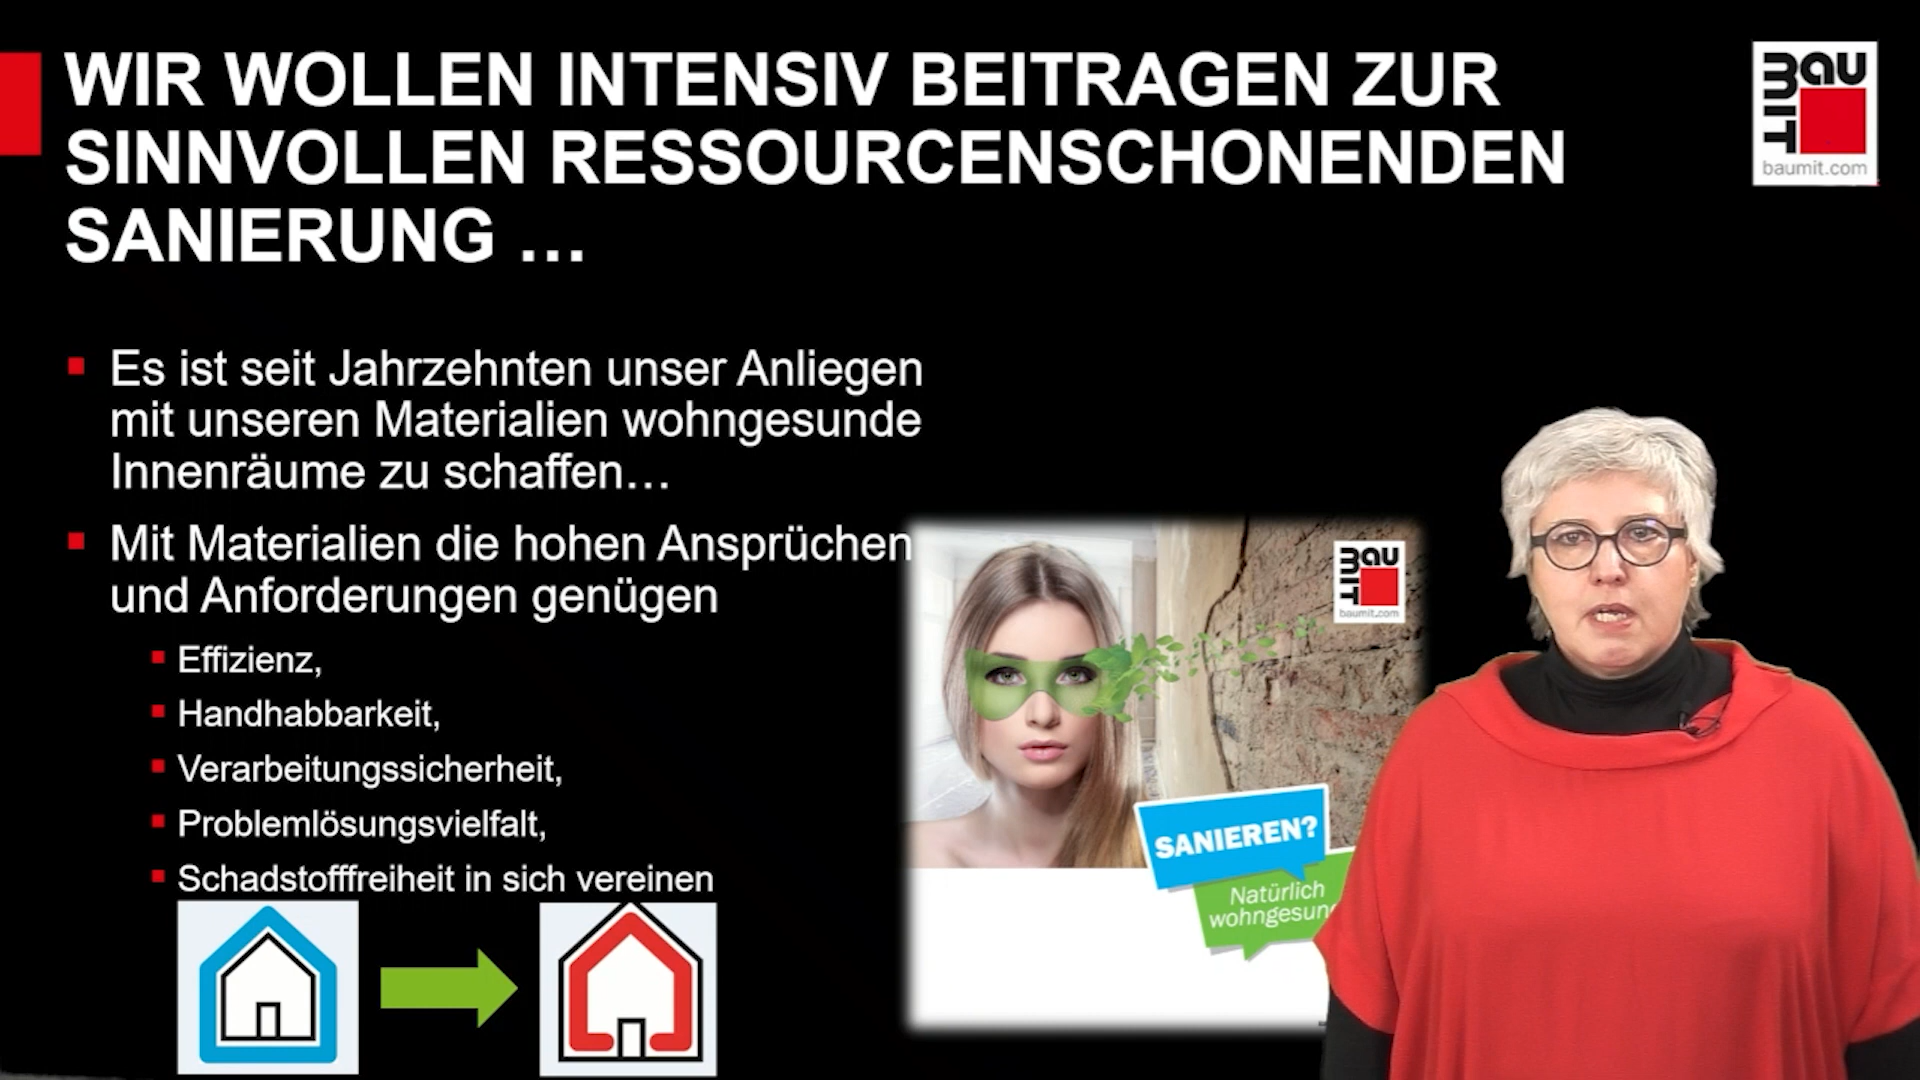 WIR WOLLEN INTENSIV BEITRAGEN ZUR
SINNVOLLEN RESSOURCENSCHONENDEN
SANIERUNG …
BAU
MIT
baumit.com
Es ist seit Jahrzehnten unser Anliegen
mit unseren Materialien wohngesunde
Innenräume zu schaffen…
Mit Materialien die hohen Ansprüchen
und Anforderungen genügen
Effizienz,
Handhabbarkeit,
Verarbeitungssicherheit,
Problemlösungsvielfalt,
Schadstofffreiheit in sich vereinen
BAU
MIT
baumit.com
SANIEREN?
Natürlich
wohngesun